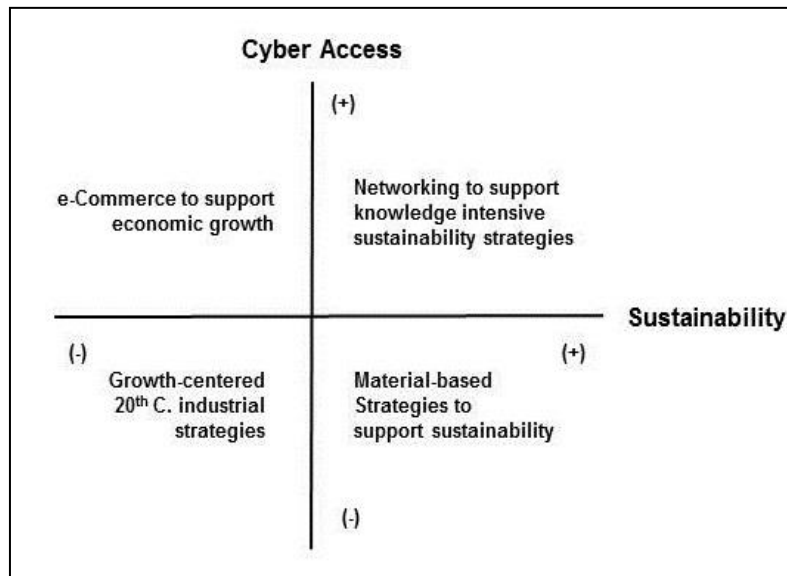 Cyber Access
(+)
e-Commerce to support
economic growth
Networking to support
knowledge intensive
sustainability strategies
Sustainability
(-)
(+)
Growth-centered
20th C. industrial
strategies
Material-based
Strategies to
support sustainability
(-)